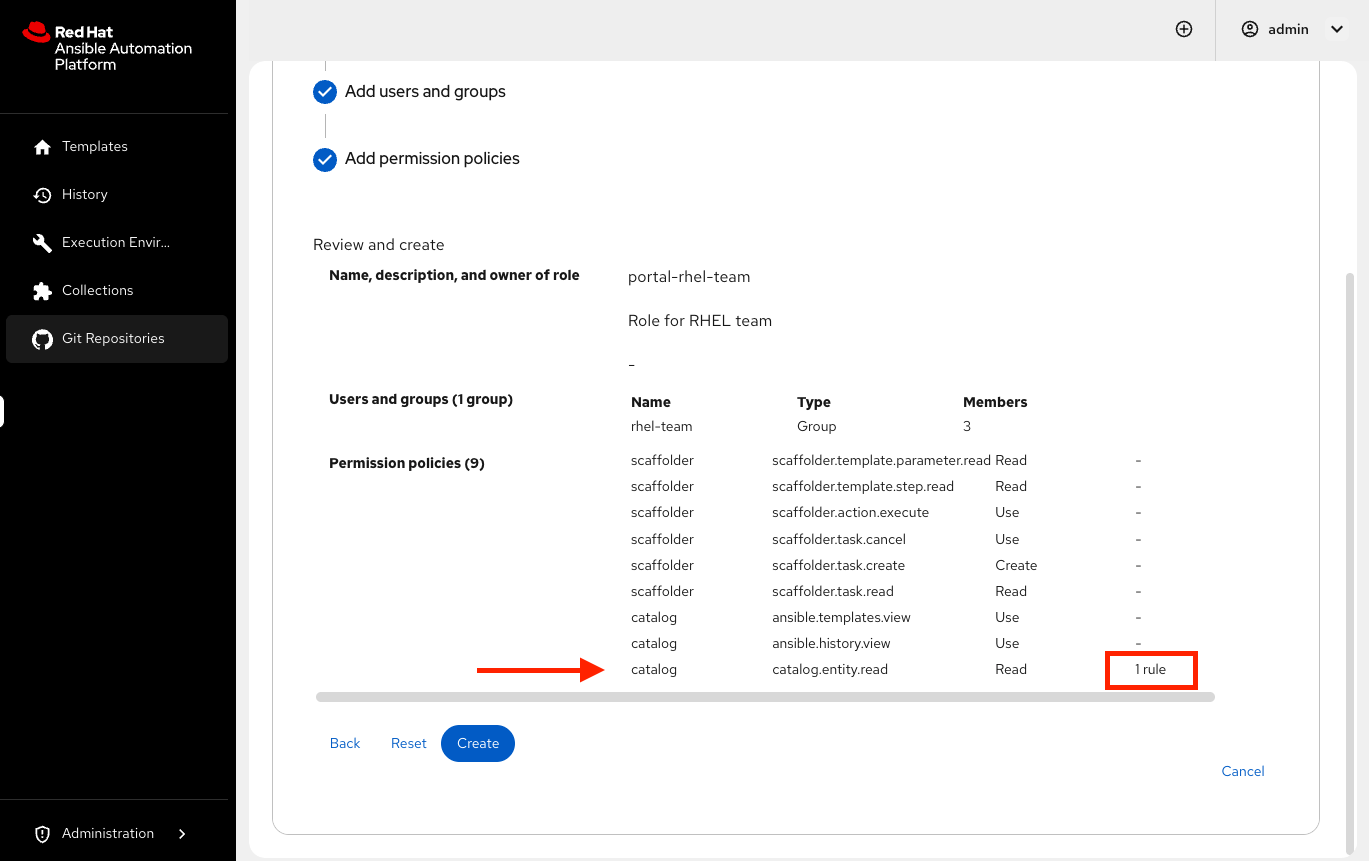 Red Hat
Ansible Automation
Platform
admin
Templates
History
Execution Envir...
Collections
Git Repositories
Administration
Add users and groups
Add permission policies
Review and create
Name, description, and owner of role
portal-rhel-team
Role for RHEL team
-
Users and groups (1 group)
Name Type Members
rhel-team Group 3
Permission policies (9)
scaffolder scaffolder.template.parameter.read Read -
scaffolder scaffolder.template.step.read Read -
scaffolder scaffolder.action.execute Use -
scaffolder scaffolder.task.cancel Use -
scaffolder scaffolder.task.create Create -
scaffolder scaffolder.task.read Read -
catalog ansible.templates.view Use -
catalog ansible.history.view Use -
catalog catalog.entity.read Read 1 rule
Back Reset Create
Cancel